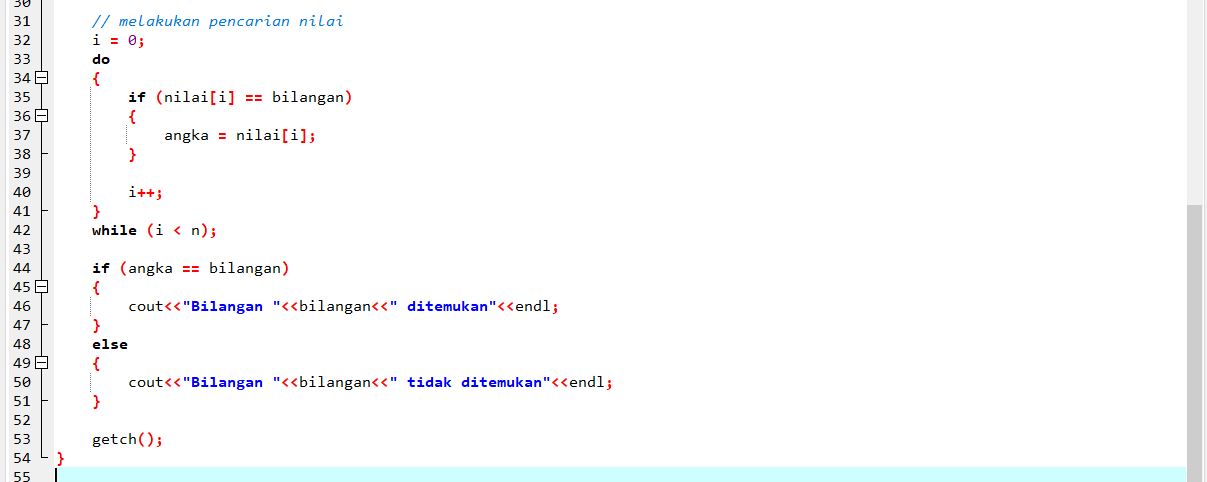 30
31 // melakukan pencarian nilai
32 i = 0;
33 do
34 {
35 if (nilai[i] == bilangan)
36 {
37 angka = nilai[i];
38 }
39
40 i++;
41 }
42 while (i < n);
43
44 if (angka == bilangan)
45 {
46 cout<<"Bilangan "<<bilangan<<" ditemukan"<<endl;
47 }
48 else
49 {
50 cout<<"Bilangan "<<bilangan<<" tidak ditemukan"<<endl;
51 }
52
53 getch();
54 }
55